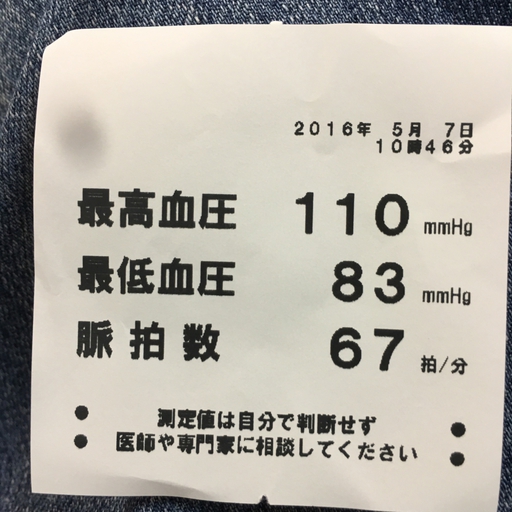 2016年 5月 7日
10時46分
最高血圧 110 mmHg
最低血圧 83 mmHg
脈拍数 67 拍/分
● 測定値は自分で判断せず ●
● 医師や専門家に相談してください ●